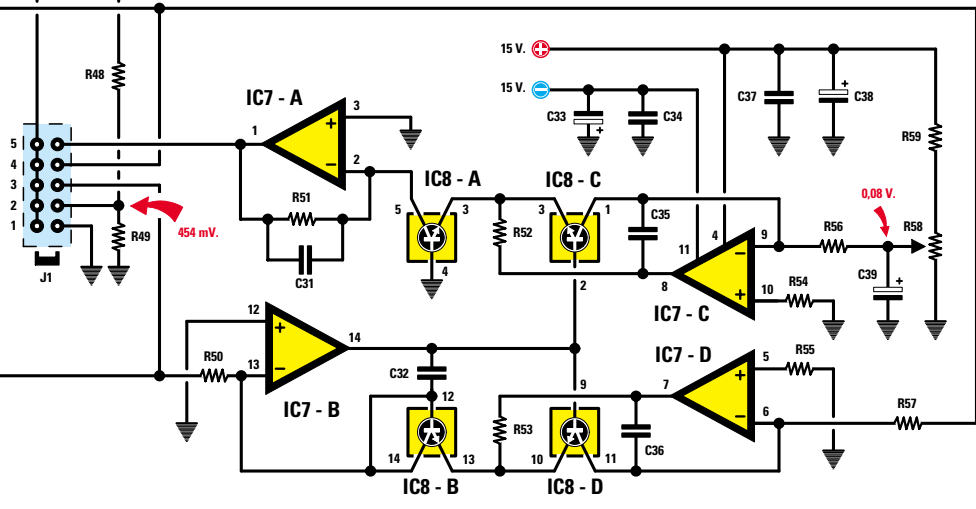 15 V.
15 V.
R48
IC7 - A
C33
C34
C37
+
C38
+
R59
5
4
3
2
1
J1
R49
454 mV.
1
3
+
2
−
R51
C31
IC8 - A
5
3
4
R52
IC8 - C
3
1
2
C35
11
4
9
−
8
10
+
IC7 - C
R56
0,08 V.
R58
R54
C39
+
12
+
14
R50
13
−
IC7 - B
C32
12
14
13
IC8 - B
R53
9
10
11
IC8 - D
C36
IC7 - D
7
5
+
6
−
R55
R57